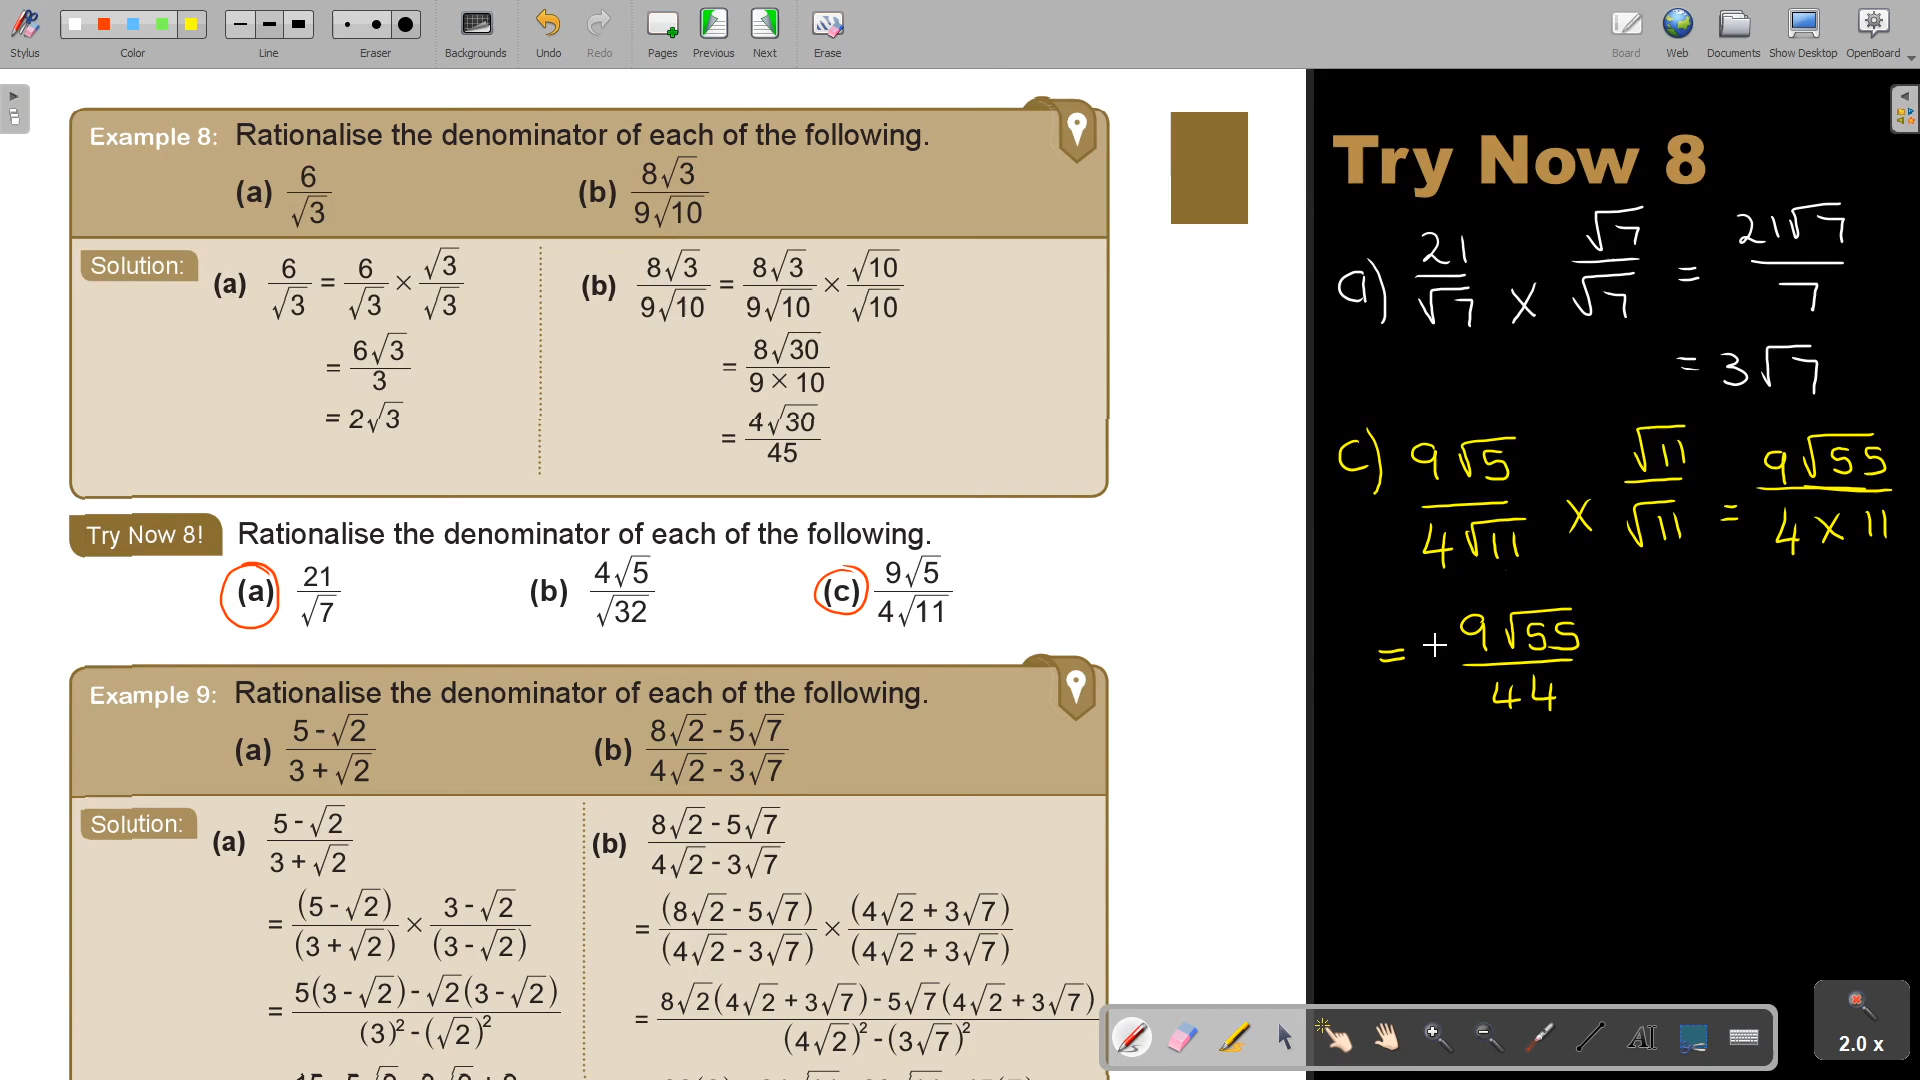 Stylus Color Line Eraser Backgrounds Undo Redo Pages Previous Next Erase Board Web Documents Show Desktop OpenBoard
Example 8: Rationalise the denominator of each of the following.
(a) 6/√3 (b) 8√3/9√10
Solution: (a) 6/√3 = 6/√3 × √3/√3
= 6√3/3
= 2√3
(b) 8√3/9√10 = 8√3/9√10 × √10/√10
= 8√30/9 × 10
= 4√30/45
Try Now 8! Rationalise the denominator of each of the following.
(a) 21/√7 (b) 4√5/√32 (c) 9√5/4√11
Example 9: Rationalise the denominator of each of the following.
(a) 5-√2/3+√2 (b) 8√2-5√7/4√2-3√7
Solution: (a) 5-√2/3+√2
= (5-√2)/(3+√2) × 3-√2/(3-√2)
= 5(3-√2)-√2(3-√2)/(3)²-(√2)²
(b) 8√2-5√7/4√2-3√7
= (8√2-5√7)/(4√2-3√7) × (4√2+3√7)/(4√2+3√7)
= 8√2(4√2+3√7)-5√7(4√2+3√7)/(4√2)²-(3√7)²
Try Now 8
a) 21/√7 × √7/√7 = 21√7/7
= 3√7
c) 9√5/4√11 × √11/√11 = 9√55/4 × 11
= 9√55/44
2.0 x